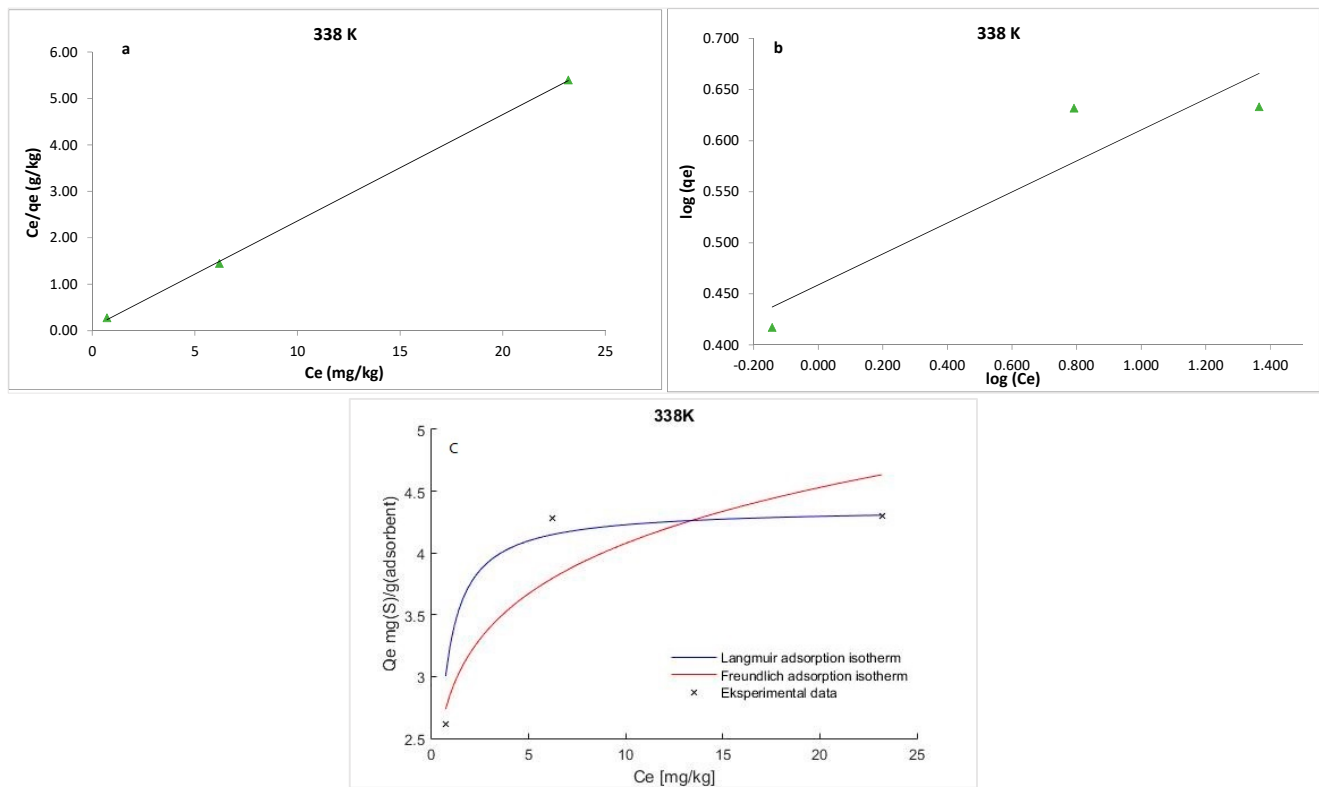 338 K
a
6.00
5.00
4.00
3.00
2.00
1.00
0.00
0
5
10
15
20
25
Ce/qe (g/kg)
Ce (mg/kg)
338 K
b
0.700
0.650
0.600
0.550
0.500
0.450
0.400
-0.200
0.000
0.200
0.400
0.600
0.800
1.000
1.200
1.400
log (qe)
log (Ce)
338K
C
5
4.5
4
3.5
3
2.5
0
5
10
15
20
25
Qe mg(S)/g(adsorbent)
Ce [mg/kg]
Langmuir adsorption isotherm
Freundlich adsorption isotherm
Eksperimental data